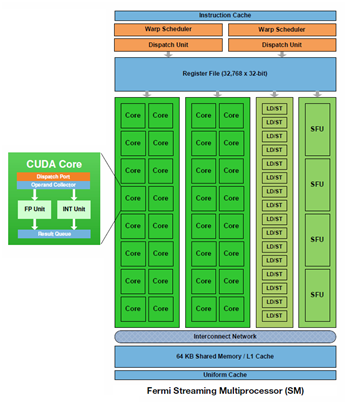 Instruction Cache
Warp Scheduler Warp Scheduler
Dispatch Unit Dispatch Unit
Register File (32,768 x 32-bit)
Core Core Core Core LD/ST SFU
LD/ST
Core Core Core Core LD/ST
LD/ST
Core Core Core Core LD/ST SFU
LD/ST
Core Core Core Core LD/ST
LD/ST
Core Core Core Core LD/ST SFU
LD/ST
Core Core Core Core LD/ST
LD/ST
Core Core Core Core LD/ST SFU
LD/ST
Core Core Core Core LD/ST
LD/ST
CUDA Core
Dispatch Port
Operand Collector
FP Unit INT Unit
Result Queue
Interconnect Network
64 KB Shared Memory / L1 Cache
Uniform Cache
Fermi Streaming Multiprocessor (SM)